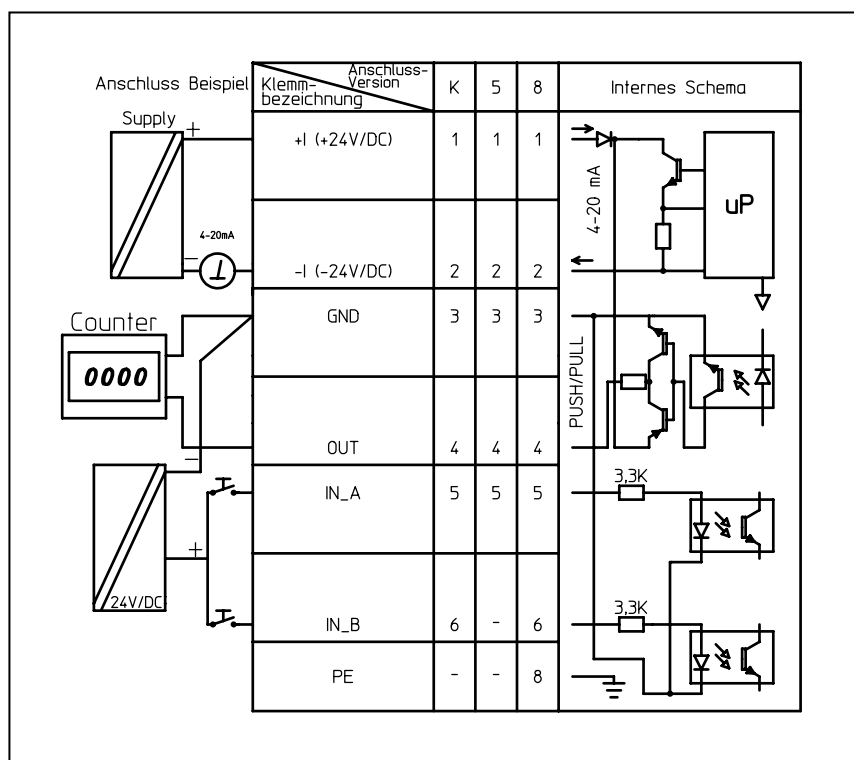 Anschluss Beispiel
Klemm-
bezeichnung
Anschluss-
Version
K 5 8
Internes Schema
Supply
+
+I (+24V/DC) 1 1 1
4-20 mA
uP
4-20mA
-
-I (-24V/DC) 2 2 2
Counter
0000
GND 3 3 3
PUSH/PULL
-
OUT 4 4 4
IN_A 5 5 5
3,3K
+
24V/DC
IN_B 6 - 6
3,3K
PE - - 8